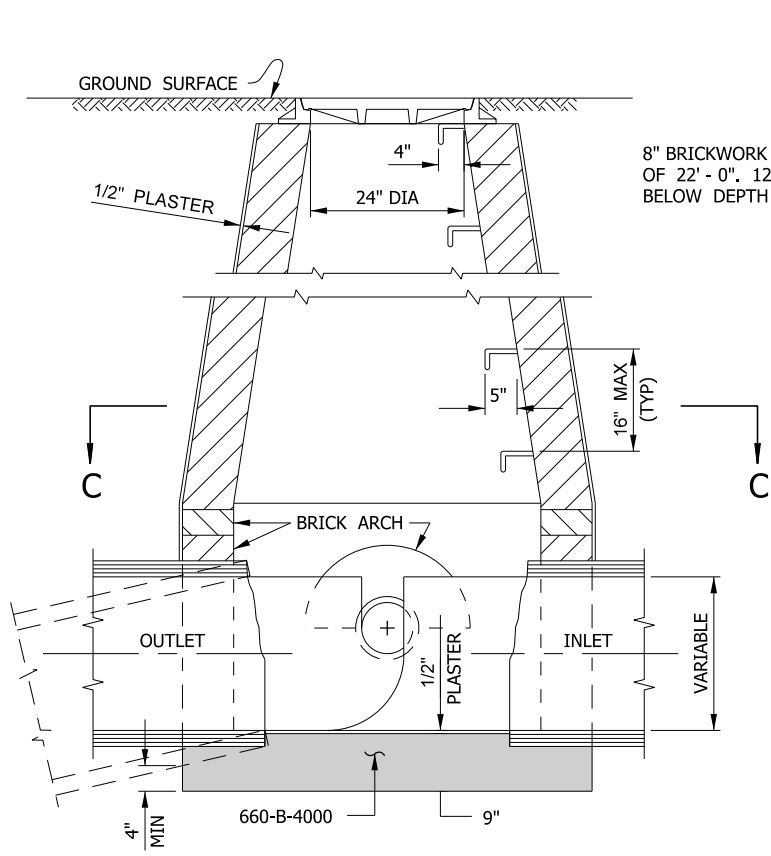 GROUND SURFACE
4"
8" BRICKWORK
OF 22' - 0". 12
BELOW DEPTH
1/2" PLASTER
24" DIA
5"
16" MAX
(TYP)
C
C
BRICK ARCH
OUTLET
1/2"
PLASTER
INLET
VARIABLE
4"
MIN
660-B-4000
9"